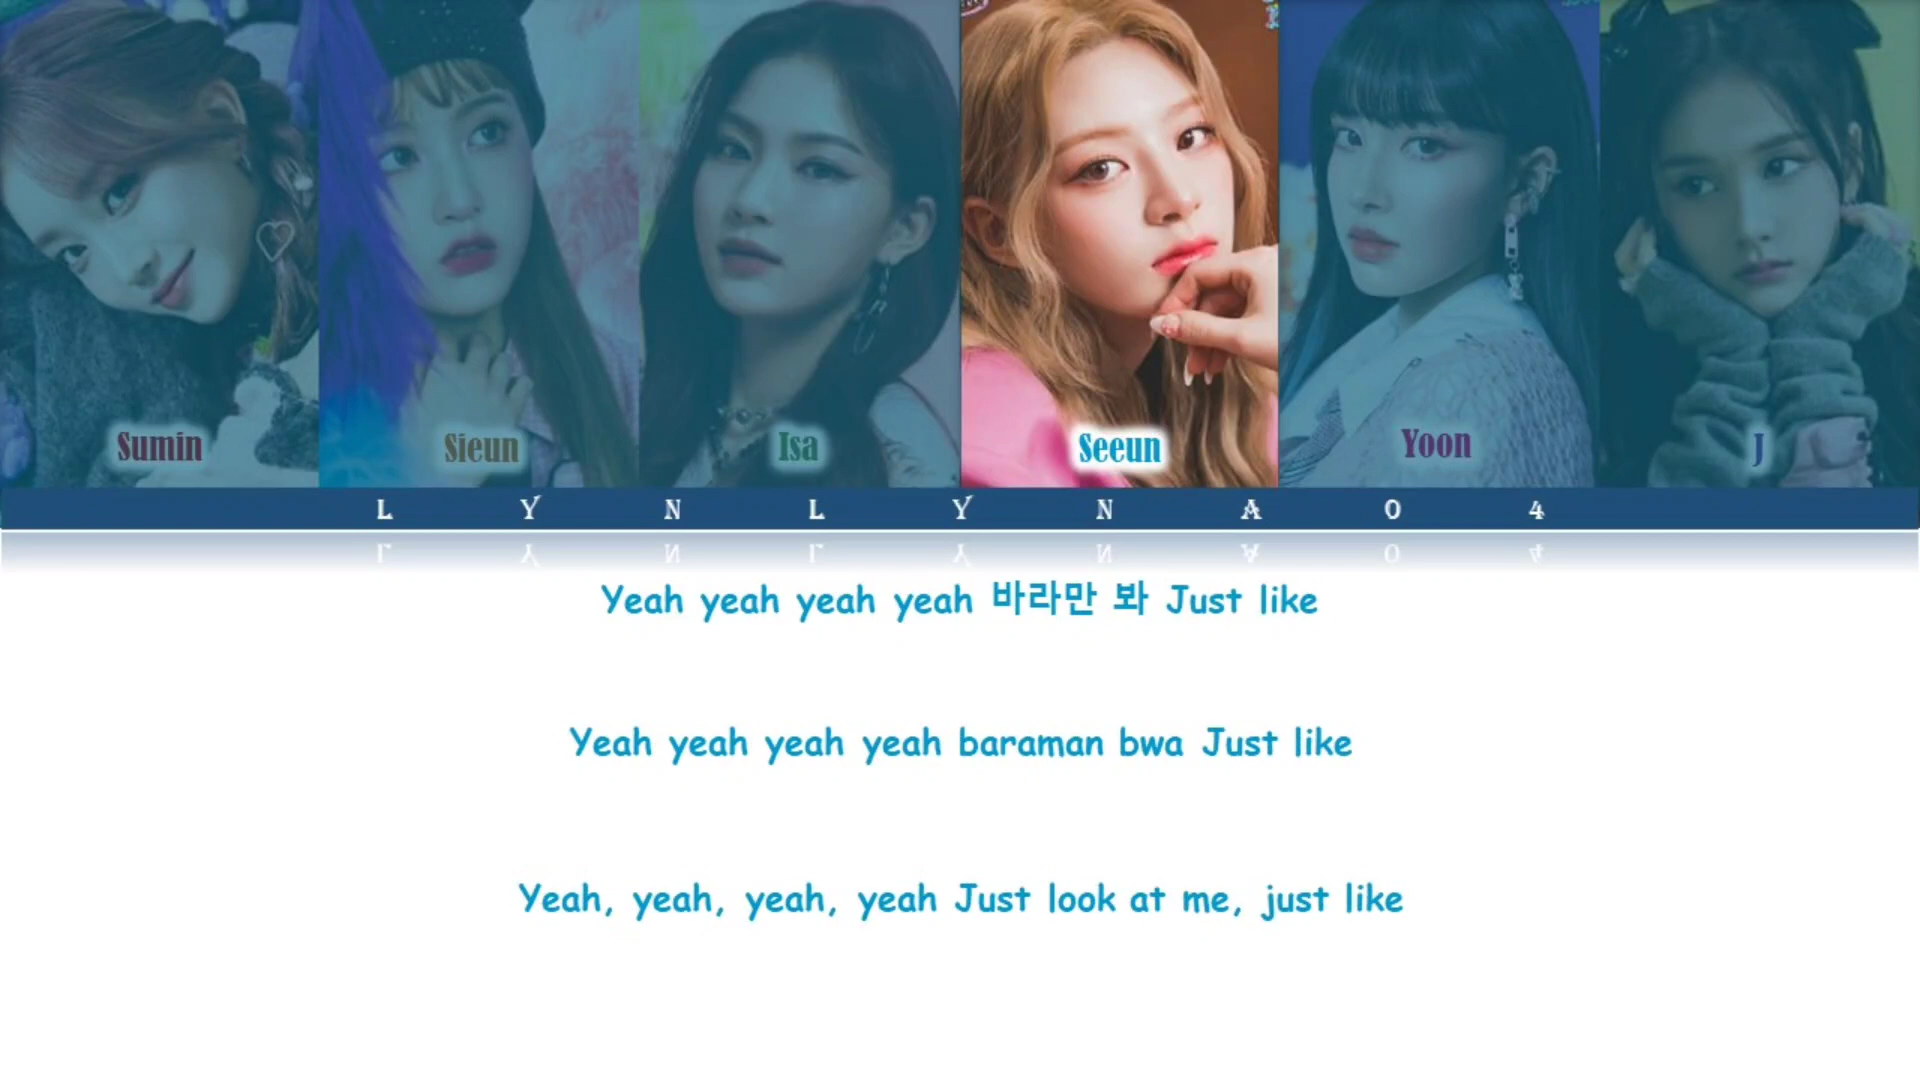 Sumin
Sieun
Isa
Seeun
Yoon
J
L Y N L Y N A 0 4
Yeah yeah yeah yeah 바라만 봐 Just like
Yeah yeah yeah yeah baraman bwa Just like
Yeah, yeah, yeah, yeah Just look at me, just like